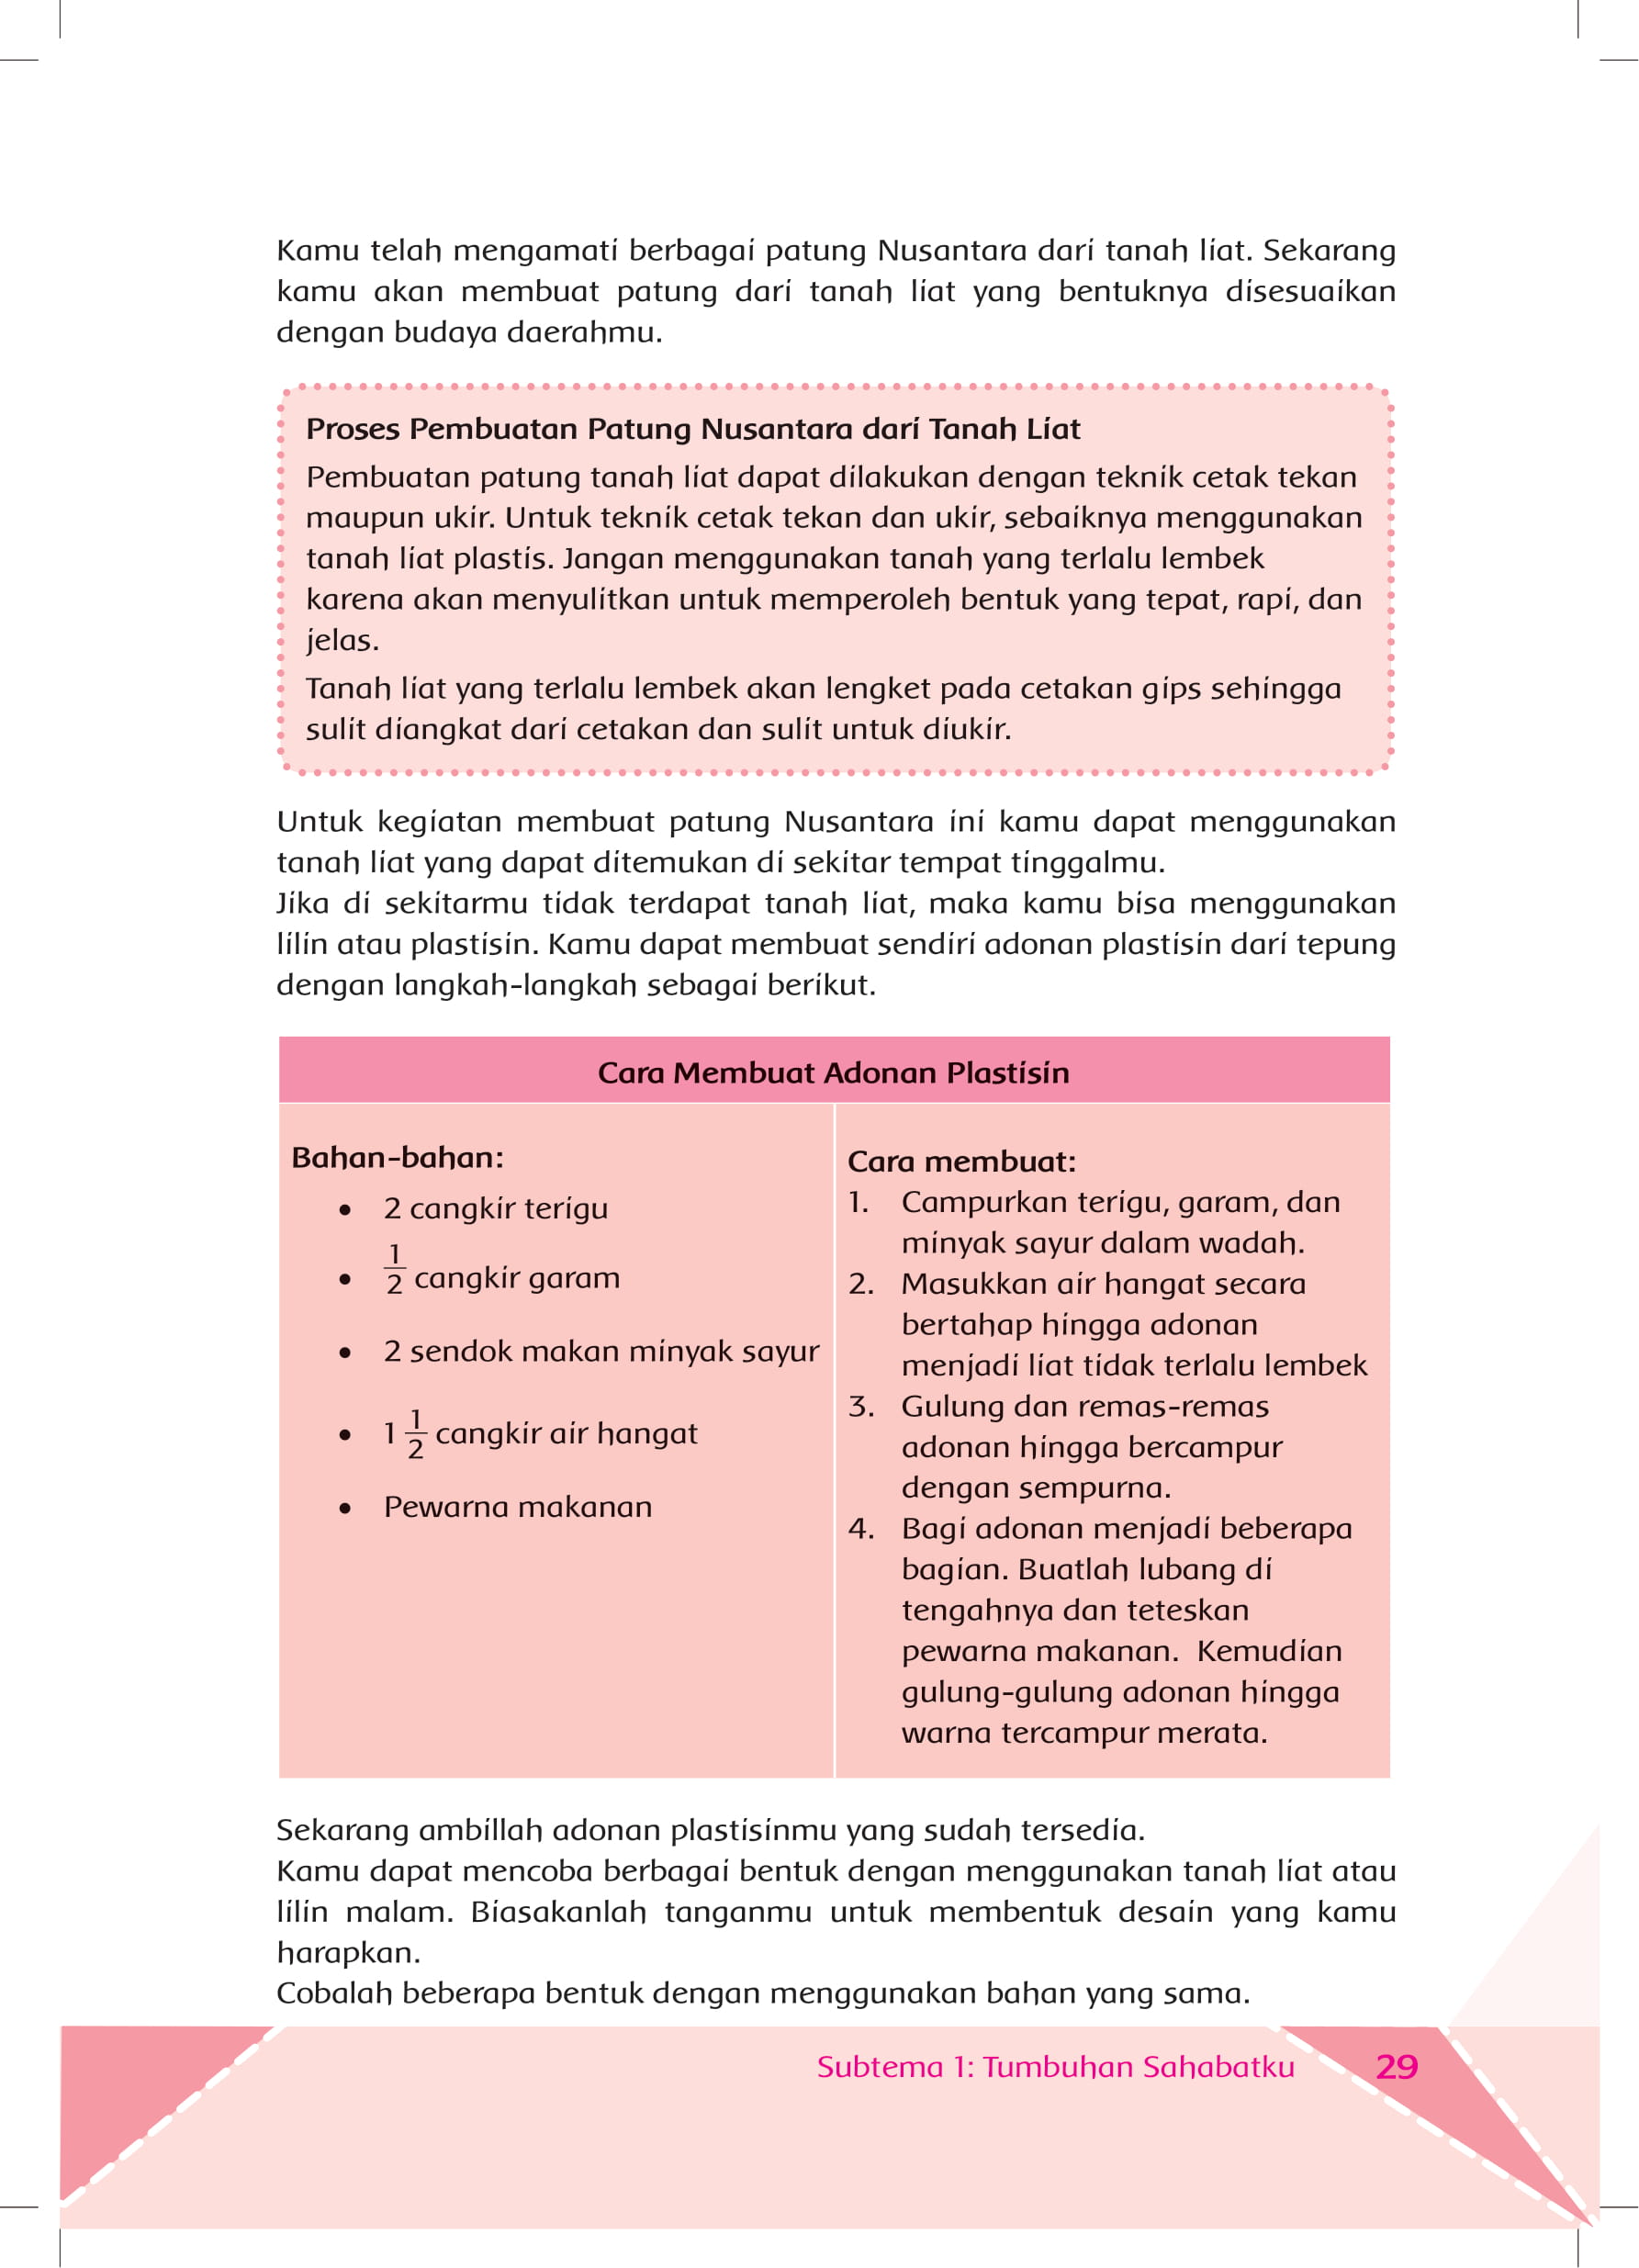 Kamu telah mengamati berbagai patung Nusantara dari tanah liat. Sekarang
kamu akan membuat patung dari tanah liat yang bentuknya disesuaikan
dengan budaya daerahmu.
Proses Pembuatan Patung Nusantara dari Tanah Liat
Pembuatan patung tanah liat dapat dilakukan dengan teknik cetak tekan
maupun ukir. Untuk teknik cetak tekan dan ukir, sebaiknya menggunakan
tanah liat plastis. Jangan menggunakan tanah yang terlalu lembek
karena akan menyulitkan untuk memperoleh bentuk yang tepat, rapi, dan
jelas.
Tanah liat yang terlalu lembek akan lengket pada cetakan gips sehingga
sulit diangkat dari cetakan dan sulit untuk diukir.
Untuk kegiatan membuat patung Nusantara ini kamu dapat menggunakan
tanah liat yang dapat ditemukan di sekitar tempat tinggalmu.
Jika di sekitarmu tidak terdapat tanah liat, maka kamu bisa menggunakan
lilin atau plastisin. Kamu dapat membuat sendiri adonan plastisin dari tepung
dengan langkah-langkah sebagai berikut.
Cara Membuat Adonan Plastisin
Bahan-bahan:
• 2 cangkir terigu
• 1/2 cangkir garam
• 2 sendok makan minyak sayur
• 1 1/2 cangkir air hangat
• Pewarna makanan
Cara membuat:
1. Campurkan terigu, garam, dan
minyak sayur dalam wadah.
2. Masukkan air hangat secara
bertahap hingga adonan
menjadi liat tidak terlalu lembek
3. Gulung dan remas-remas
adonan hingga bercampur
dengan sempurna.
4. Bagi adonan menjadi beberapa
bagian. Buatlah lubang di
tengahnya dan teteskan
pewarna makanan. Kemudian
gulung-gulung adonan hingga
warna tercampur merata.
Sekarang ambillah adonan plastisinmu yang sudah tersedia.
Kamu dapat mencoba berbagai bentuk dengan menggunakan tanah liat atau
lilin malam. Biasakanlah tanganmu untuk membentuk desain yang kamu
harapkan.
Cobalah beberapa bentuk dengan menggunakan bahan yang sama.
Subtema 1: Tumbuhan Sahabatku 29